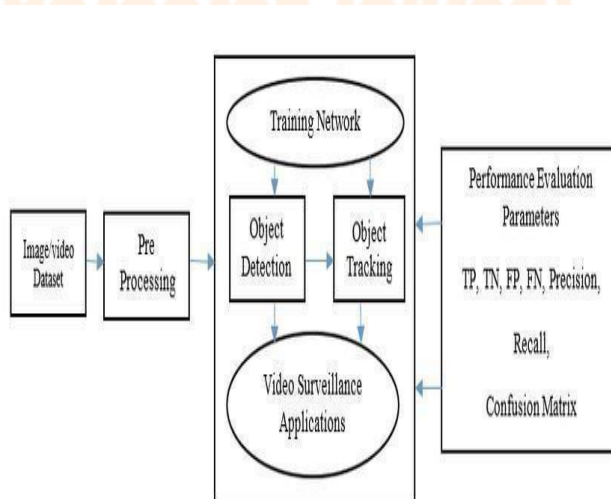 Image/video
Dataset
Pre
Processing
Training Network
Object
Detection
Object
Tracking
Video Surveillance
Applications
Performance Evaluation
Parameters
TP, TN, FP, FN, Precision,
Recall,
Confusion Matrix